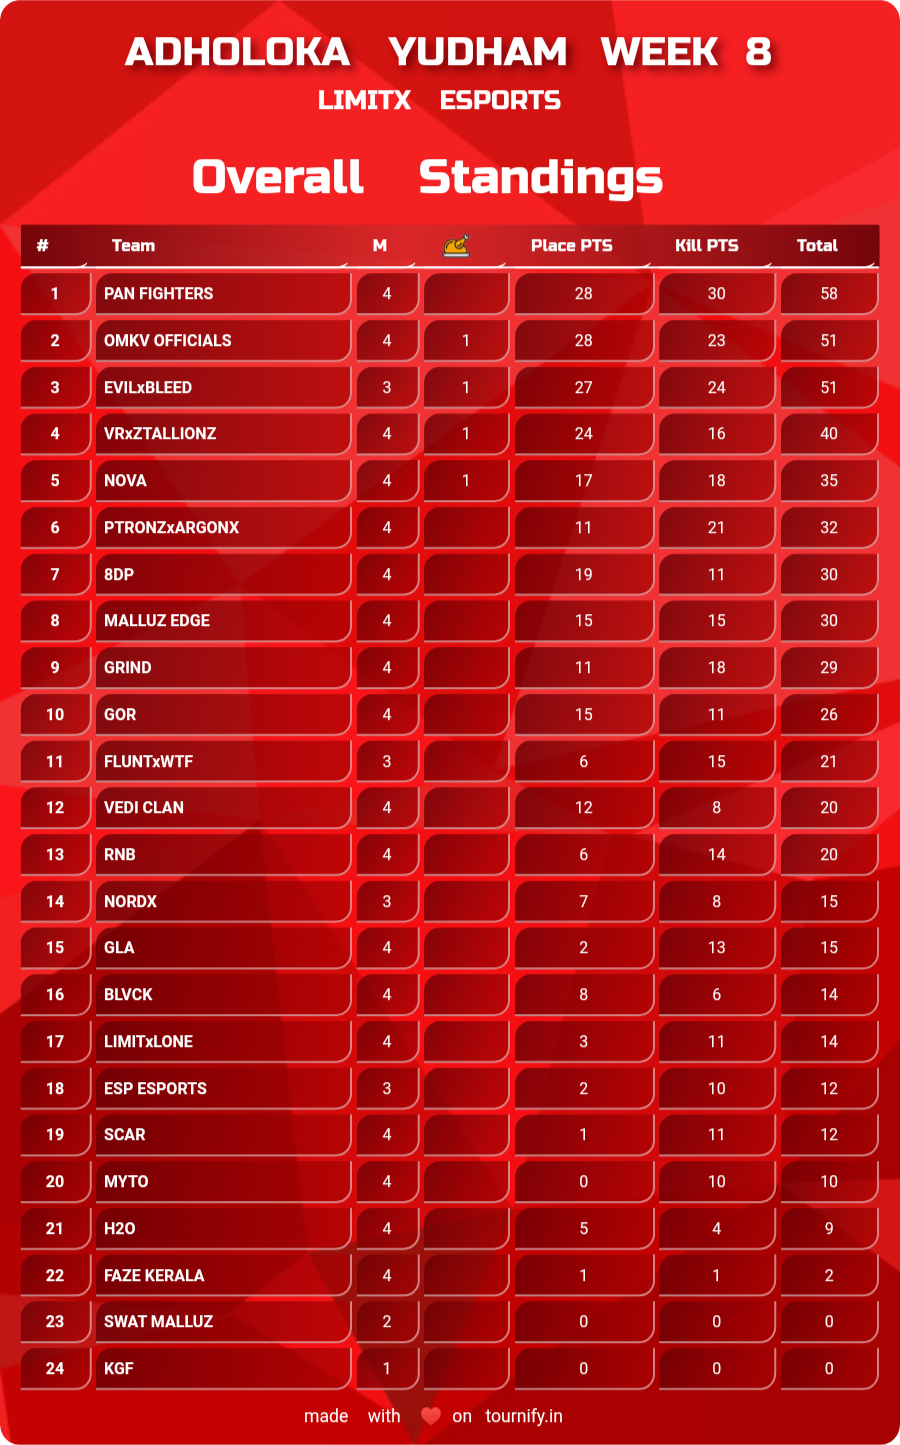 ADHOLOKA YUDHAM WEEK 8
LIMITX ESPORTS
Overall Standings
# Team M Place PTS Kill PTS Total
1 PAN FIGHTERS 4 28 30 58
2 OMKV OFFICIALS 4 1 28 23 51
3 EVILxBLEED 3 1 27 24 51
4 VRxZTALLIONZ 4 1 24 16 40
5 NOVA 4 1 17 18 35
6 PTRONZxARGONX 4 11 21 32
7 8DP 4 19 11 30
8 MALLUZ EDGE 4 15 15 30
9 GRIND 4 11 18 29
10 GOR 4 15 11 26
11 FLUNTxWTF 3 6 15 21
12 VEDI CLAN 4 12 8 20
13 RNB 4 6 14 20
14 NORDX 3 7 8 15
15 GLA 4 2 13 15
16 BLVCK 4 8 6 14
17 LIMITxLONE 4 3 11 14
18 ESP ESPORTS 3 2 10 12
19 SCAR 4 1 11 12
20 MYTO 4 0 10 10
21 H2O 4 5 4 9
22 FAZE KERALA 4 1 1 2
23 SWAT MALLUZ 2 0 0 0
24 KGF 1 0 0 0
made with ❤️ on tournify.in